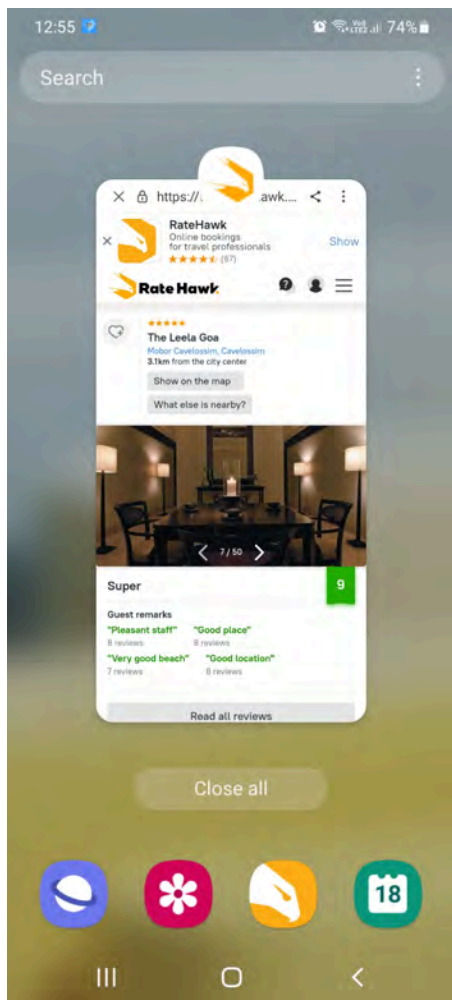 12:55
Vo)) LTE2 74%
Search
https://. .awk....
RateHawk
Online bookings
for travel professionals
Show
(67)
Rate Hawk
The Leela Goa
Mobor Cavelossim, Cavelossim
3.1km from the city center
Show on the map
What else is nearby?
7 / 50
Super
9
Guest remarks
"Pleasant staff" "Good place"
8 reviews 8 reviews
"Very good beach" "Good location"
7 reviews 8 reviews
Read all reviews
Close all
18